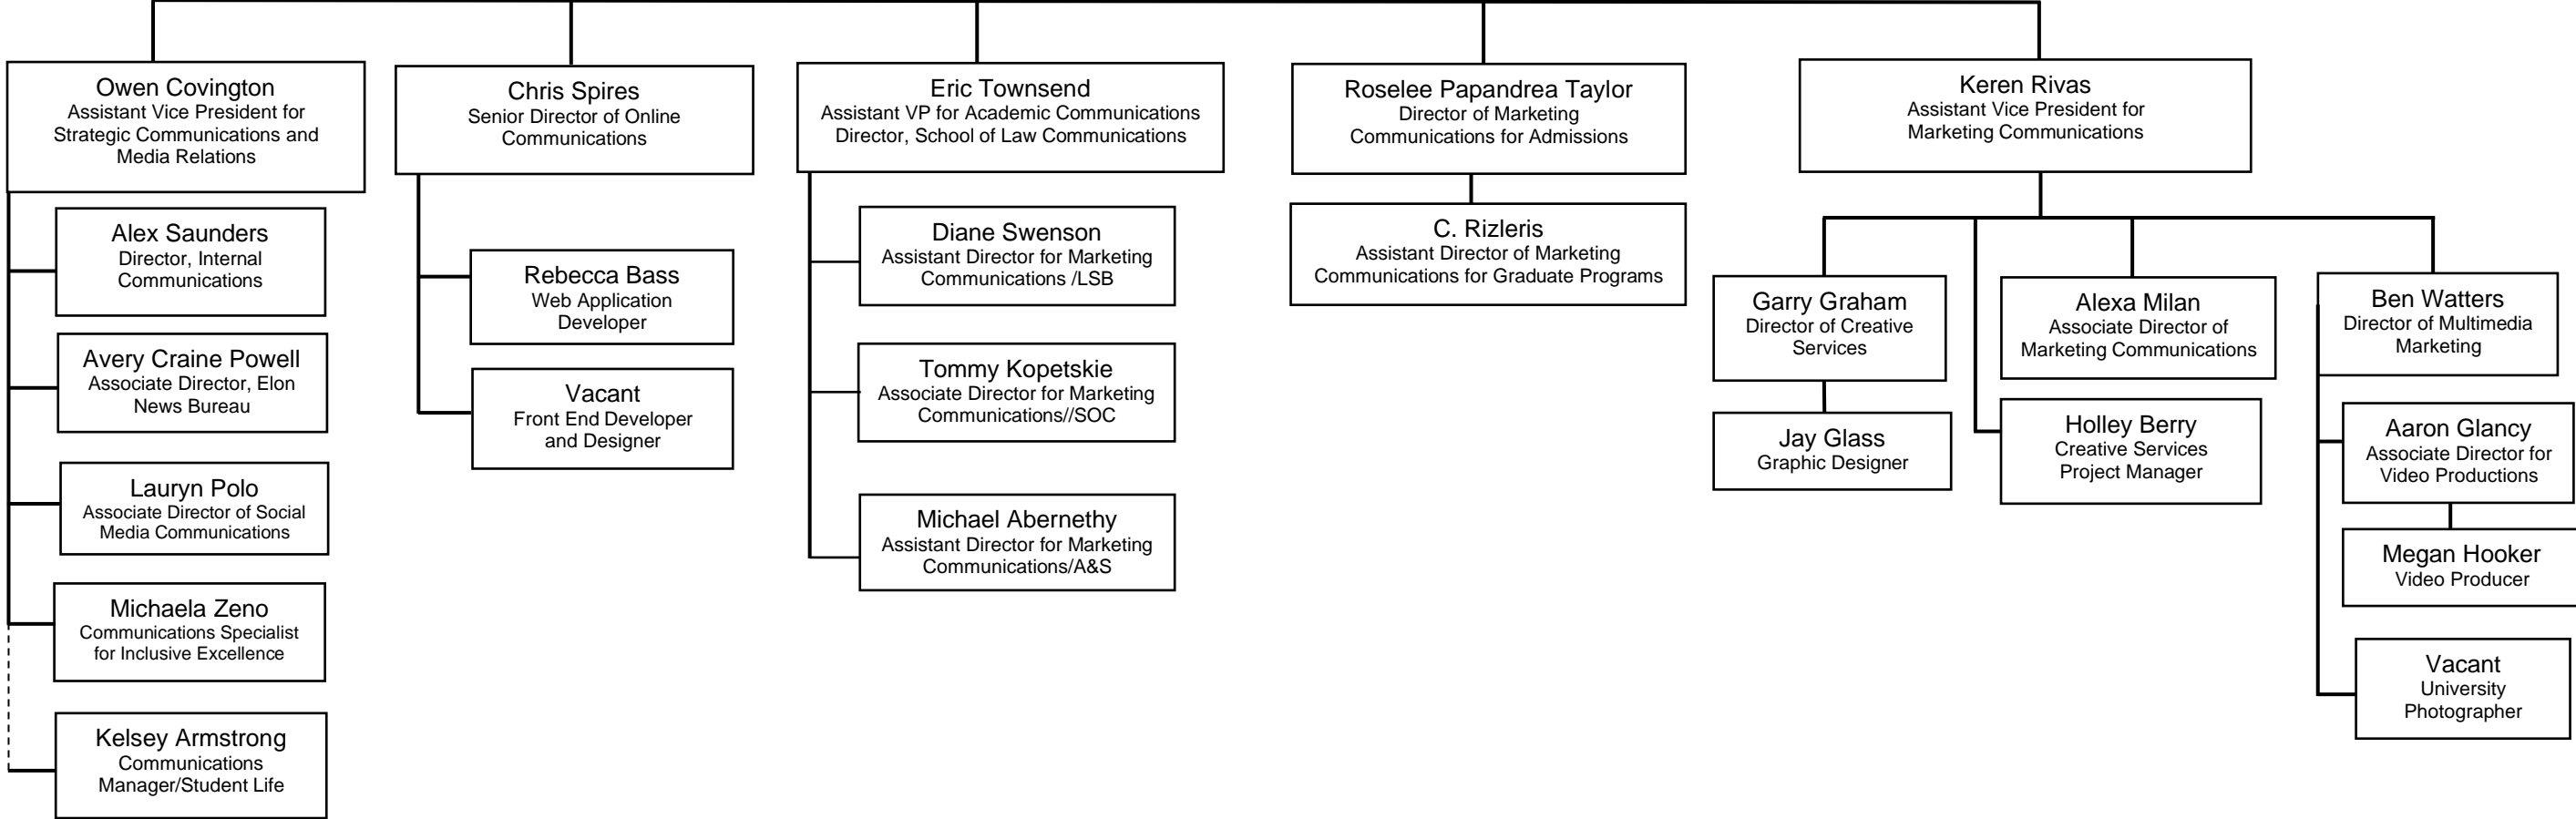 Owen Covington
Assistant Vice President for
Strategic Communications and
Media Relations
Alex Saunders
Director, Internal
Communications
Avery Craine Powell
Associate Director, Elon
News Bureau
Lauryn Polo
Associate Director of Social
Media Communications
Michaela Zeno
Communications Specialist
for Inclusive Excellence
Kelsey Armstrong
Communications
Manager/Student Life
Chris Spires
Senior Director of Online
Communications
Rebecca Bass
Web Application
Developer
Vacant
Front End Developer
and Designer
Eric Townsend
Assistant VP for Academic Communications
Director, School of Law Communications
Diane Swenson
Assistant Director for Marketing
Communications /LSB
Tommy Kopetskie
Associate Director for Marketing
Communications//SOC
Michael Abernethy
Assistant Director for Marketing
Communications/A&S
Roselee Papandrea Taylor
Director of Marketing
Communications for Admissions
C. Rizleris
Assistant Director of Marketing
Communications for Graduate Programs
Keren Rivas
Assistant Vice President for
Marketing Communications
Garry Graham
Director of Creative
Services
Jay Glass
Graphic Designer
Alexa Milan
Associate Director of
Marketing Communications
Holley Berry
Creative Services
Project Manager
Ben Watters
Director of Multimedia
Marketing
Aaron Glancy
Associate Director for
Video Productions
Megan Hooker
Video Producer
Vacant
University
Photographer